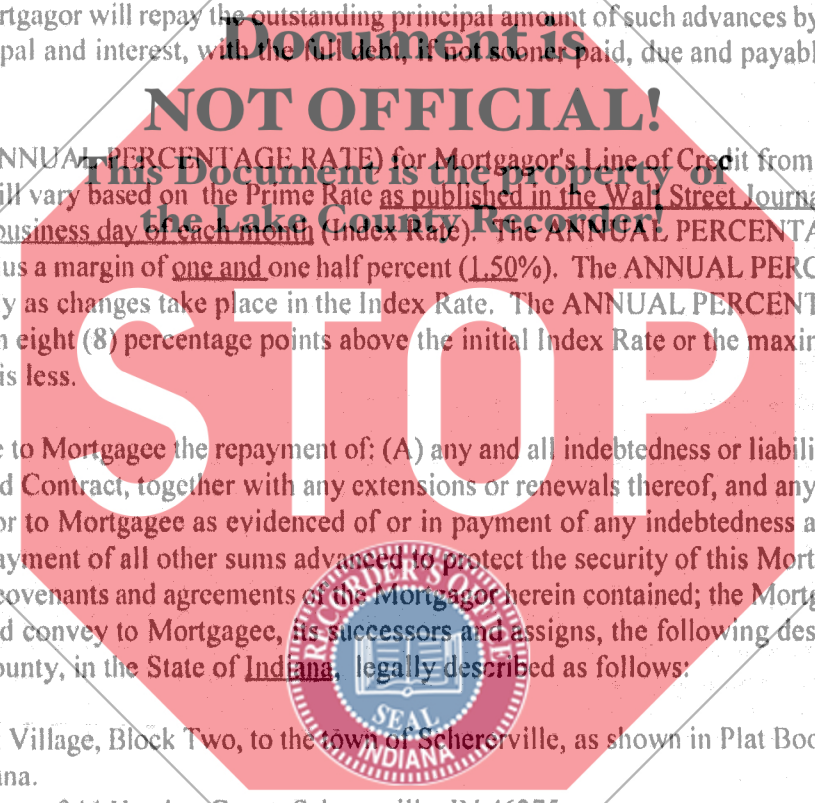 rtgagor will repay the outstanding principal amount of such advances by
Document is
pal and interest, with the full debt, if not sooner paid, due and payabl
NOT OFFICIAL!
NNUAL PERCENTAGE RATE) for Mortgagor's Line of Credit from
This Document is the property of
ill vary based on the Prime Rate as published in the Wall Street Journa
the Lake County Recorder!
business day of each month (Index Rate). The ANNUAL PERCENTA
us a margin of one and one half percent (1.50%). The ANNUAL PERC
y as changes take place in the Index Rate. The ANNUAL PERCENT
n eight (8) percentage points above the initial Index Rate or the maxin
is less.
STOP
e to Mortgagee the repayment of: (A) any and all indebtedness or liabili
d Contract, together with any extensions or renewals thereof, and any
or to Mortgagee as evidenced of or in payment of any indebtedness a
ayment of all other sums advanced to protect the security of this Mort
covenants and agreements of the Mortgagor herein contained; the Mortg
d convey to Mortgagee, its successors and assigns, the following des
ounty, in the State of Indiana, legally described as follows:
RECORDER'S OFFICE
SEAL
INDIANA
Village, Block Two, to the town of Schererville, as shown in Plat Boo
ana.